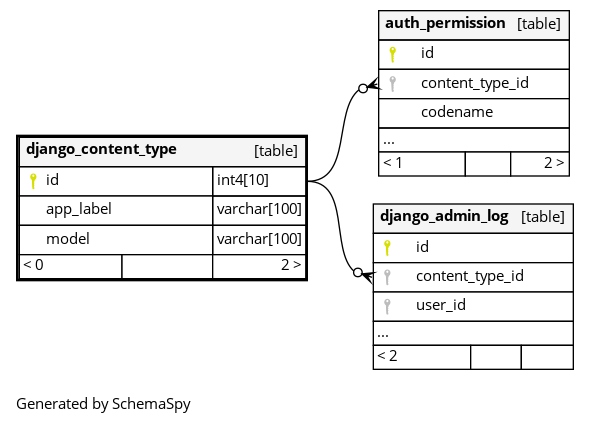 django_content_type [table]
id int4[10]
app_label varchar[100]
model varchar[100]
< 0 2 >
auth_permission [table]
id
content_type_id
codename
...
< 1 2 >
django_admin_log [table]
id
content_type_id
user_id
...
< 2
Generated by SchemaSpy